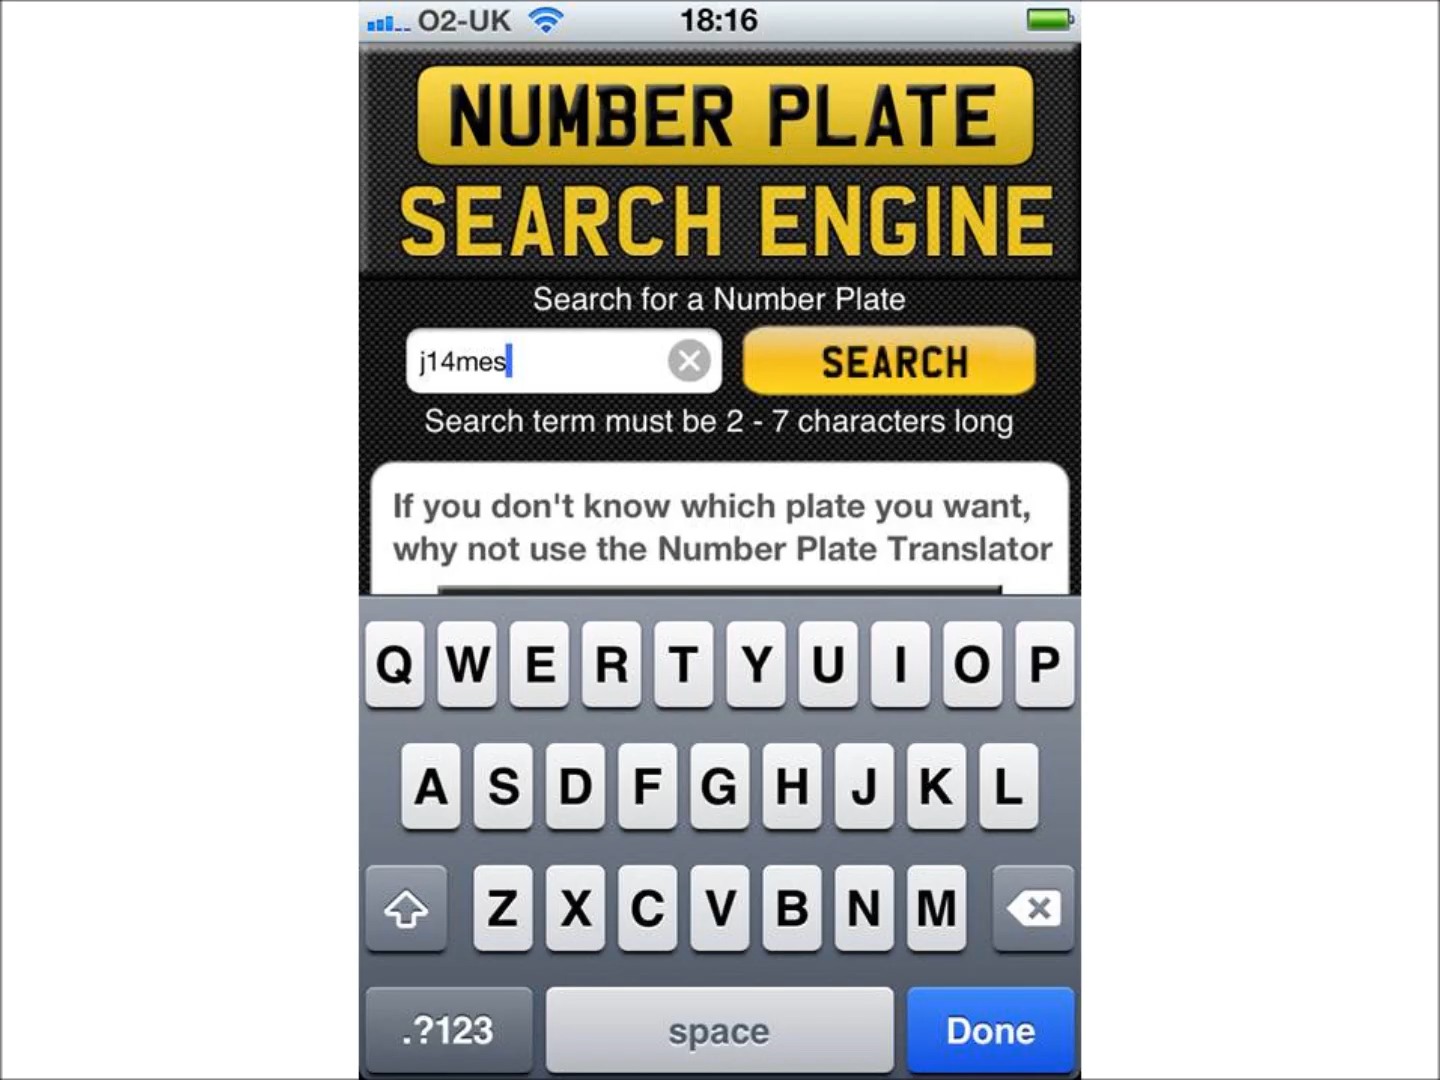 O2-UK 18:16
NUMBER PLATE
SEARCH ENGINE
Search for a Number Plate
j14mes SEARCH
Search term must be 2 - 7 characters long
If you don't know which plate you want,
why not use the Number Plate Translator
Q W E R T Y U I O P
A S D F G H J K L
Z X C V B N M
.?123 space Done